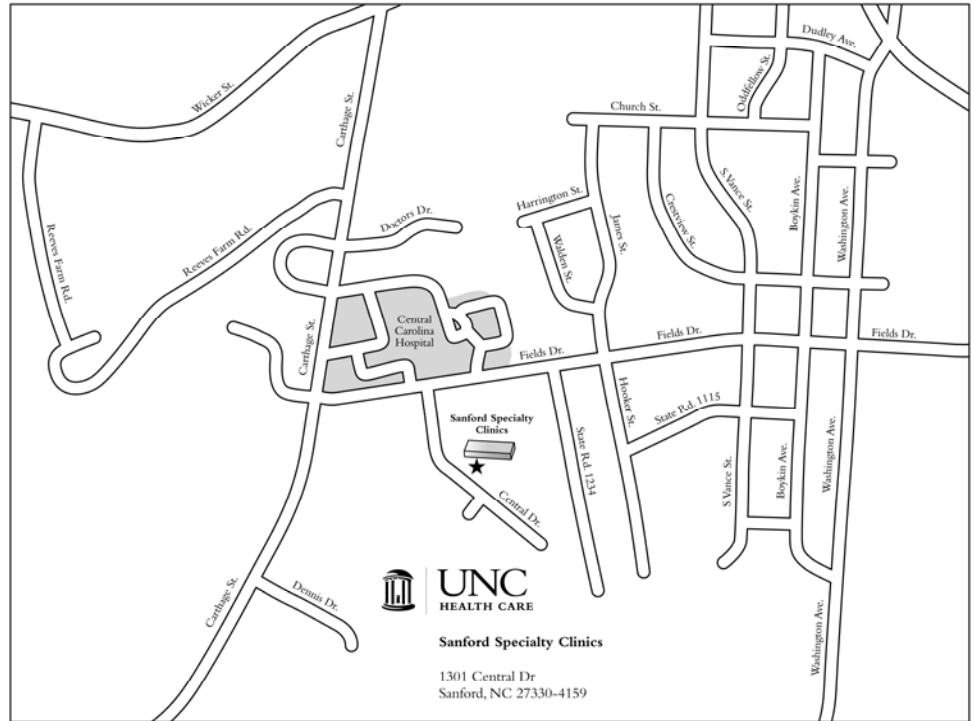 Dudley Ave.
Oddfellow St.
Wicker St.
Carthage St.
Church St.
S.Vance St.
Boykin Ave.
Washington Ave.
Harrington St.
Crestview St.
James St.
Doctors Dr.
Walden St.
Reeves Farm Rd.
Reeves Farm Rd.
Central
Carolina
Hospital
Carthage St.
Fields Dr.
Fields Dr.
Fields Dr.
Hooker St.
State Rd. 1115
Sanford Specialty
Clinics
State Rd. 1234
S Vance St.
Boykin Ave.
Washington Ave.
Central Dr.
Carthage St.
Dennis Dr.
UNC
HEALTH CARE
Washington Ave.
Sanford Specialty Clinics
1301 Central Dr
Sanford, NC 27330-4159